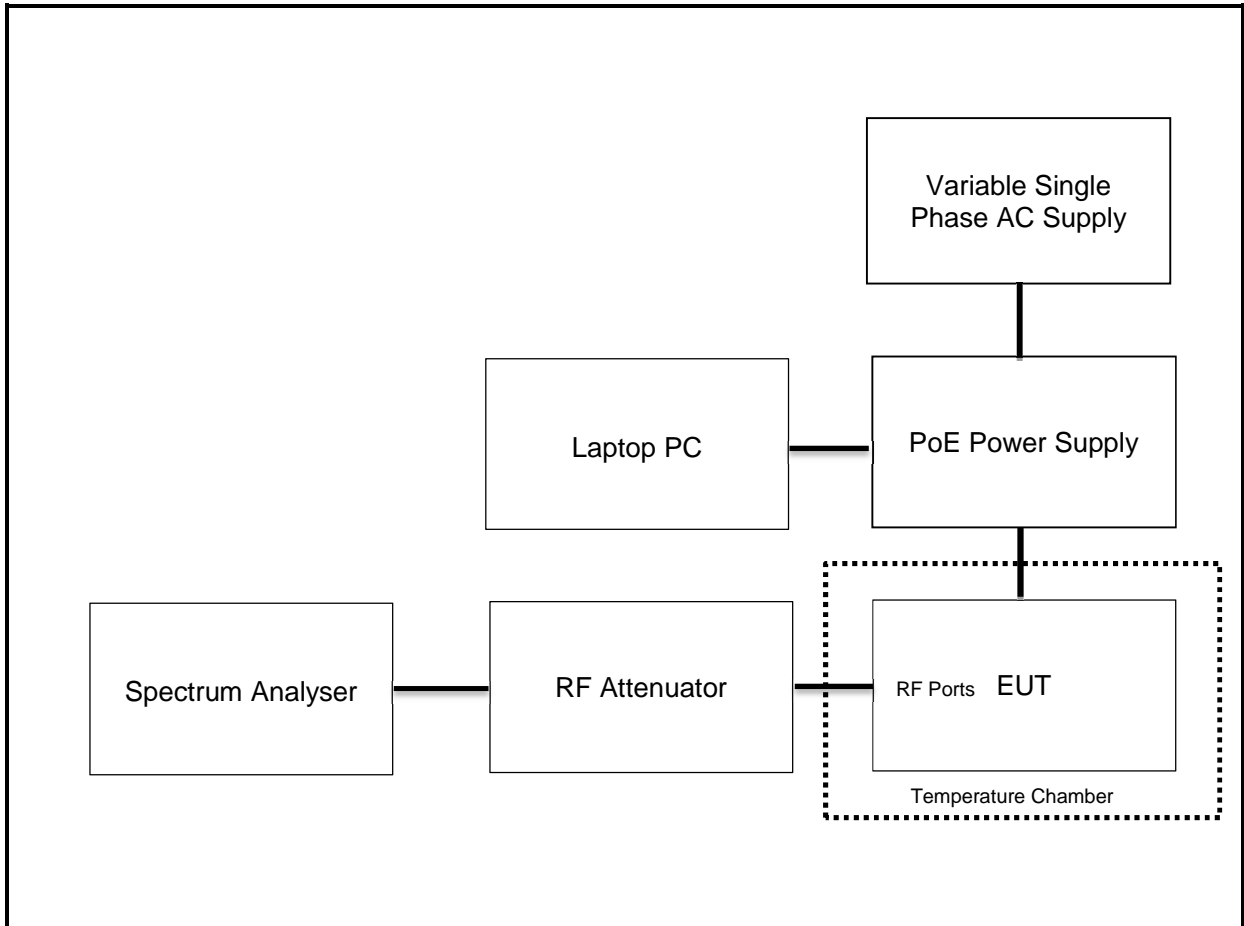 Variable Single
Phase AC Supply
Laptop PC
PoE Power Supply
Spectrum Analyser
RF Attenuator
RF Ports EUT
Temperature Chamber